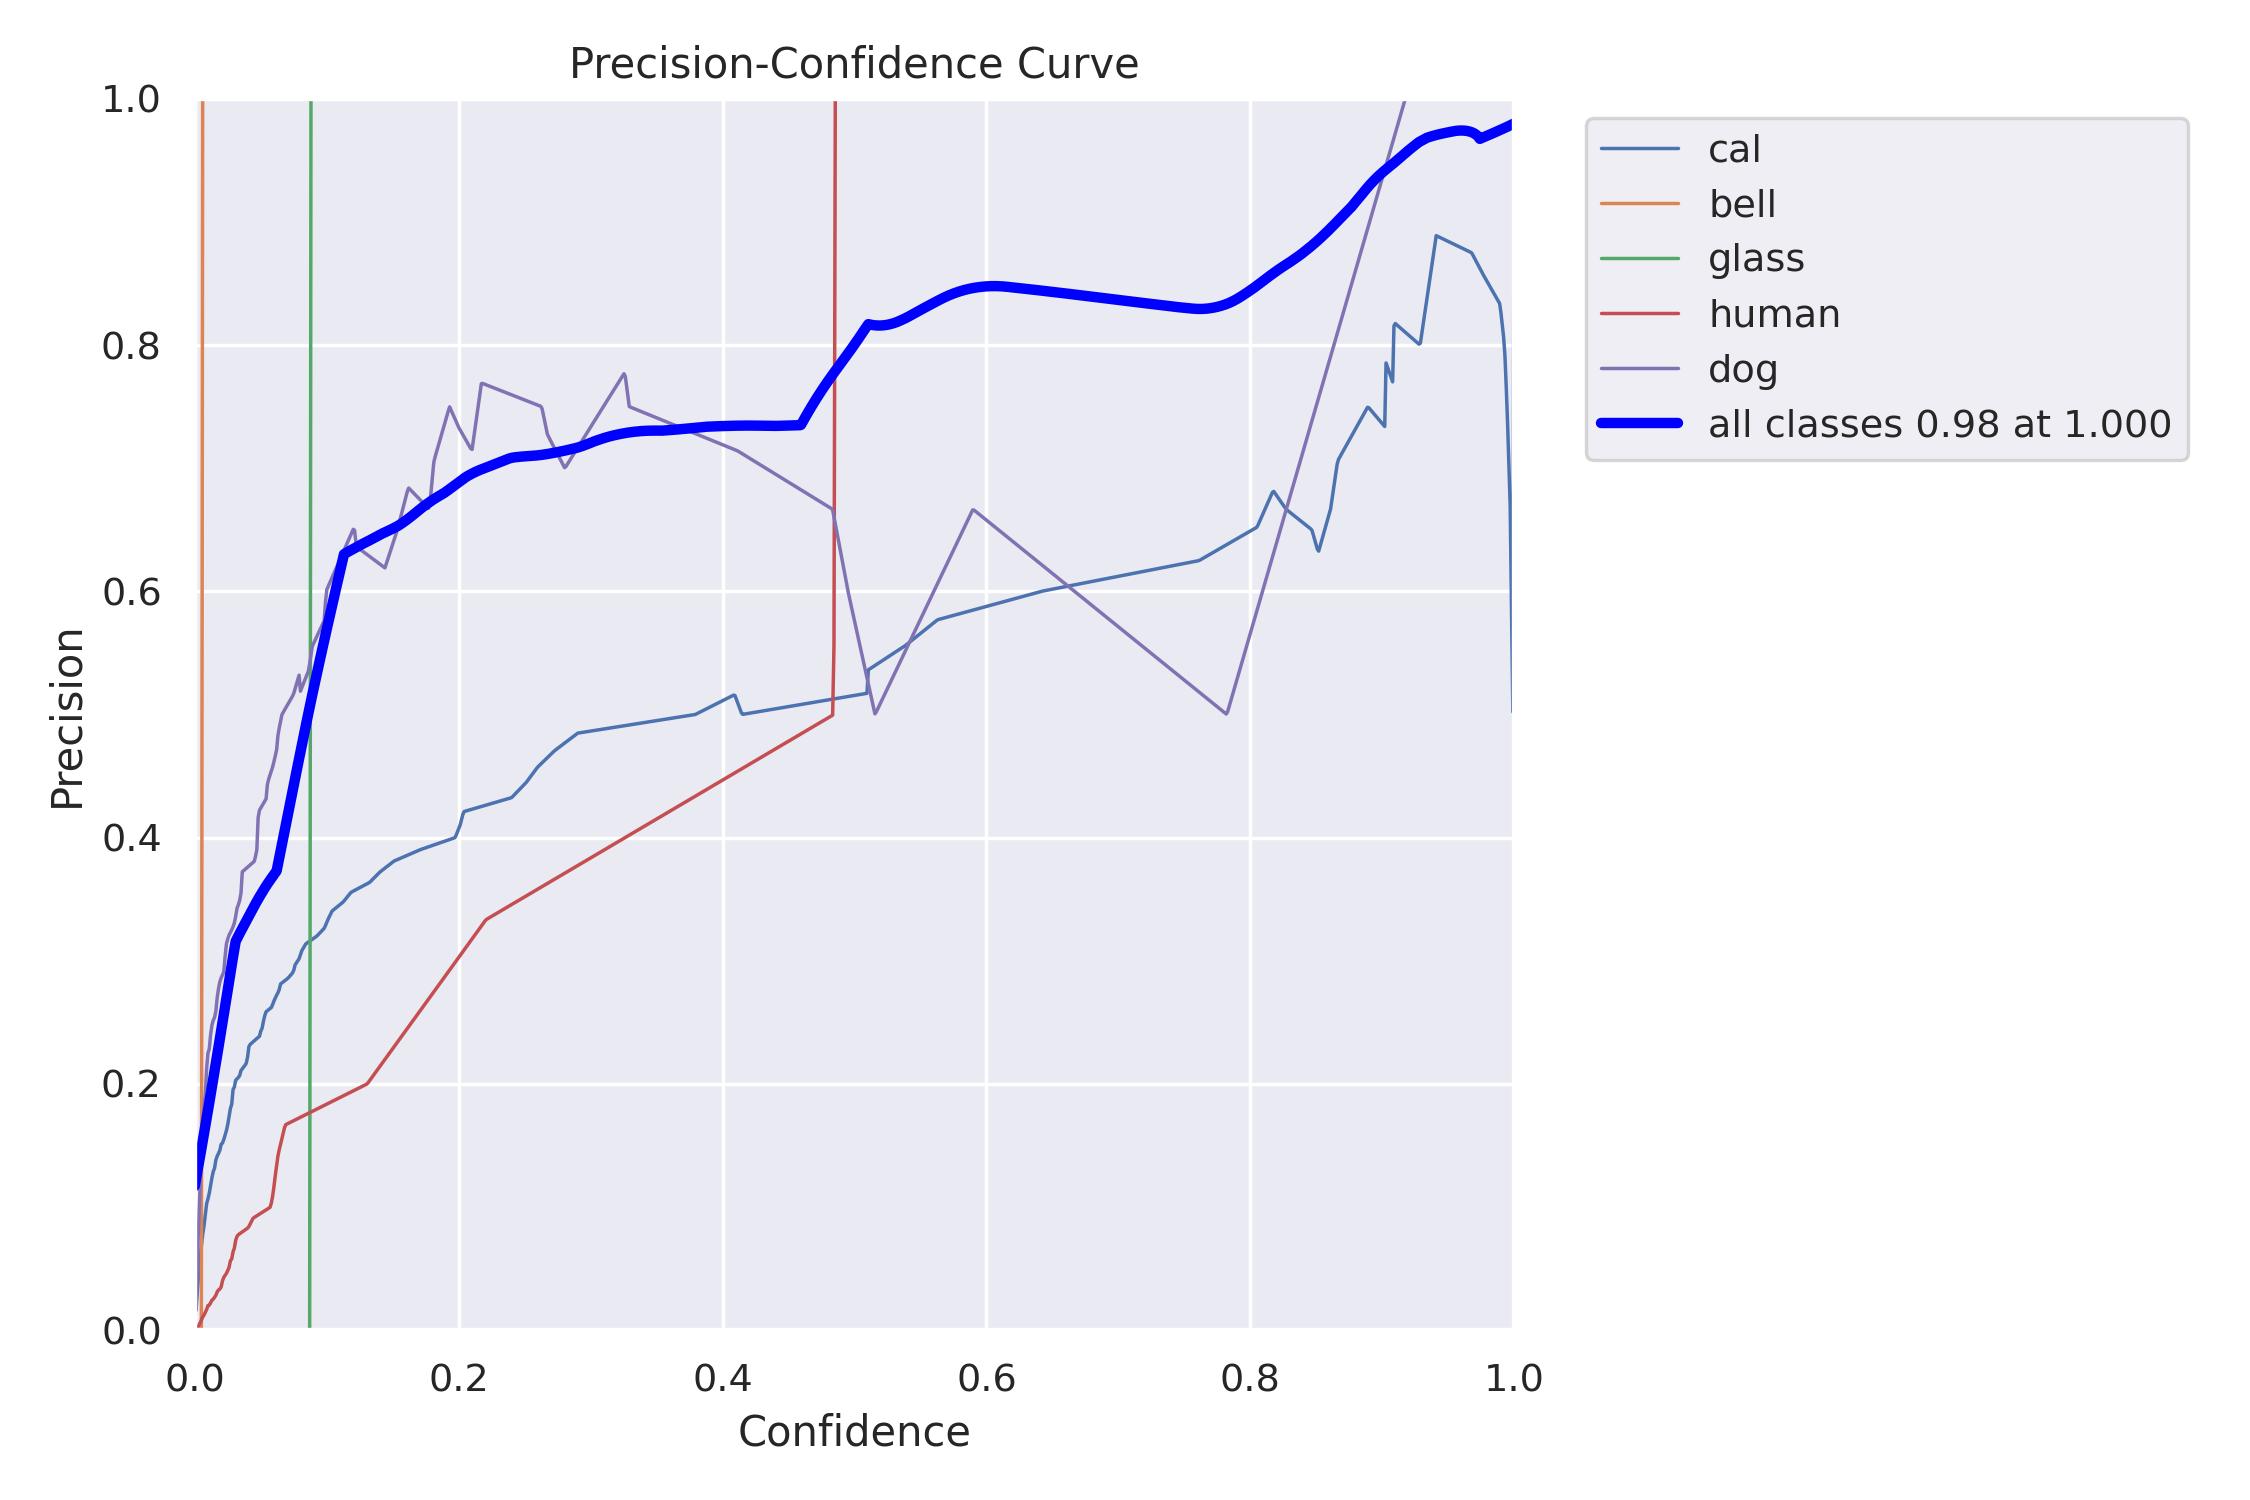 Precision-Confidence Curve
1.0
0.8
0.6
0.4
0.2
0.0
Precision
0.0 0.2 0.4 0.6 0.8 1.0
Confidence
cal
bell
glass
human
dog
all classes 0.98 at 1.000